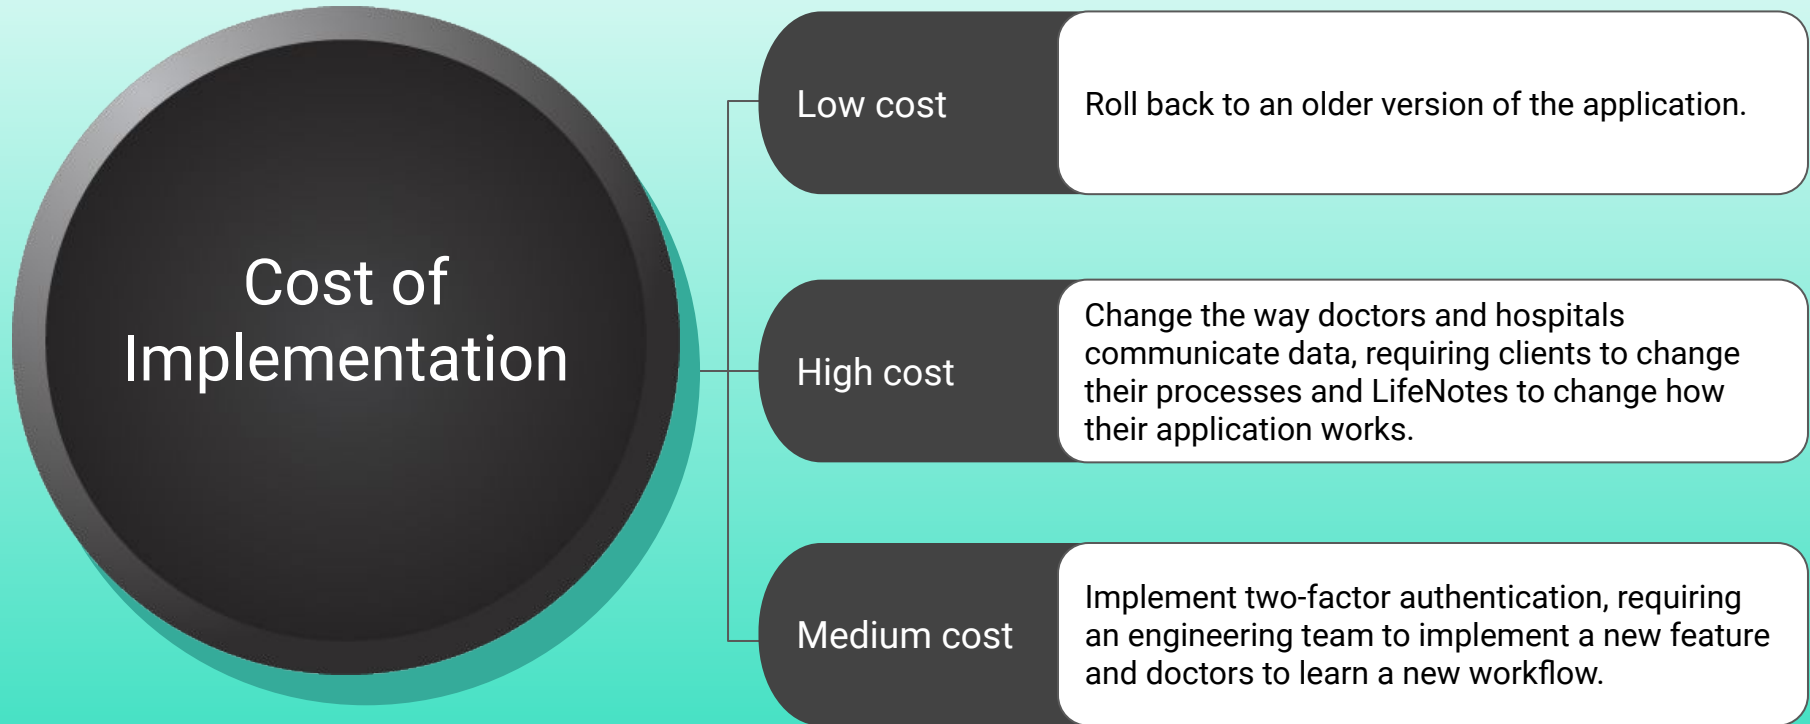 Cost of
Implementation
Low cost
Roll back to an older version of the application.
High cost
Change the way doctors and hospitals
communicate data, requiring clients to change
their processes and LifeNotes to change how
their application works.
Medium cost
Implement two-factor authentication, requiring
an engineering team to implement a new feature
and doctors to learn a new workflow.